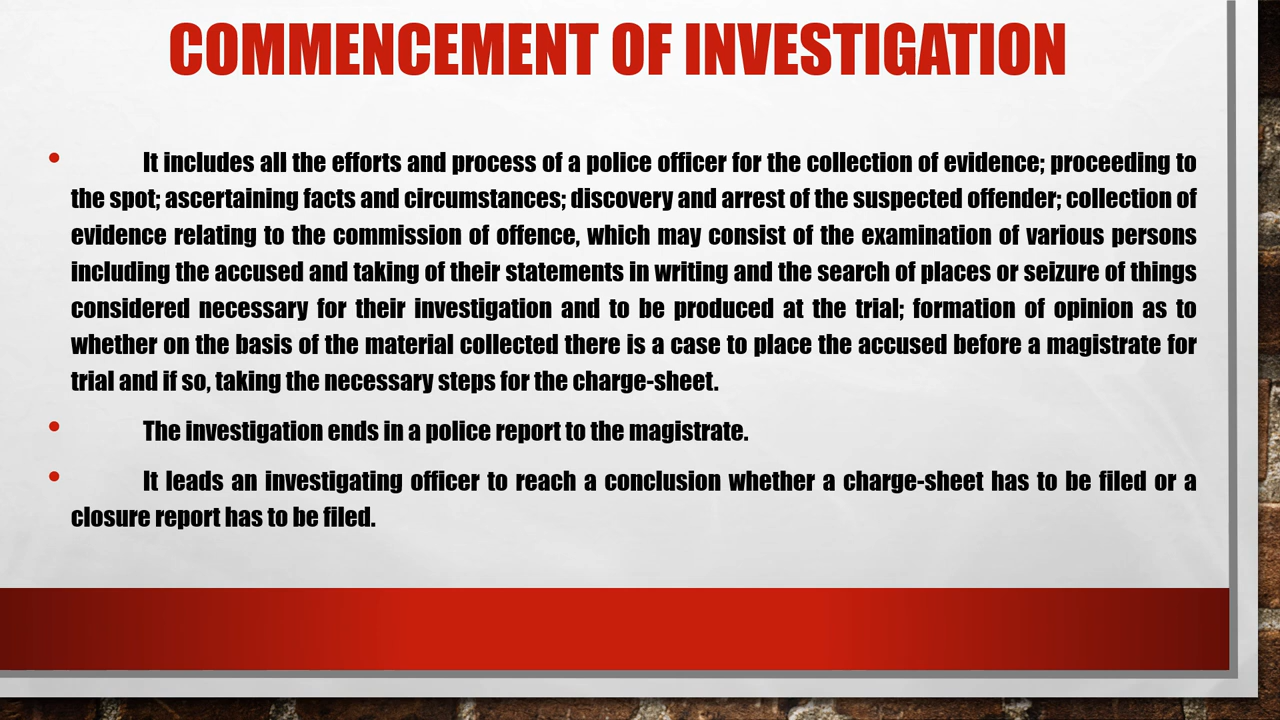 COMMENCEMENT OF INVESTIGATION
• It includes all the efforts and process of a police officer for the collection of evidence; proceeding to
the spot; ascertaining facts and circumstances; discovery and arrest of the suspected offender; collection of
evidence relating to the commission of offence, which may consist of the examination of various persons
including the accused and taking of their statements in writing and the search of places or seizure of things
considered necessary for their investigation and to be produced at the trial; formation of opinion as to
whether on the basis of the material collected there is a case to place the accused before a magistrate for
trial and if so, taking the necessary steps for the charge-sheet.
• The investigation ends in a police report to the magistrate.
• It leads an investigating officer to reach a conclusion whether a charge-sheet has to be filed or a
closure report has to be filed.